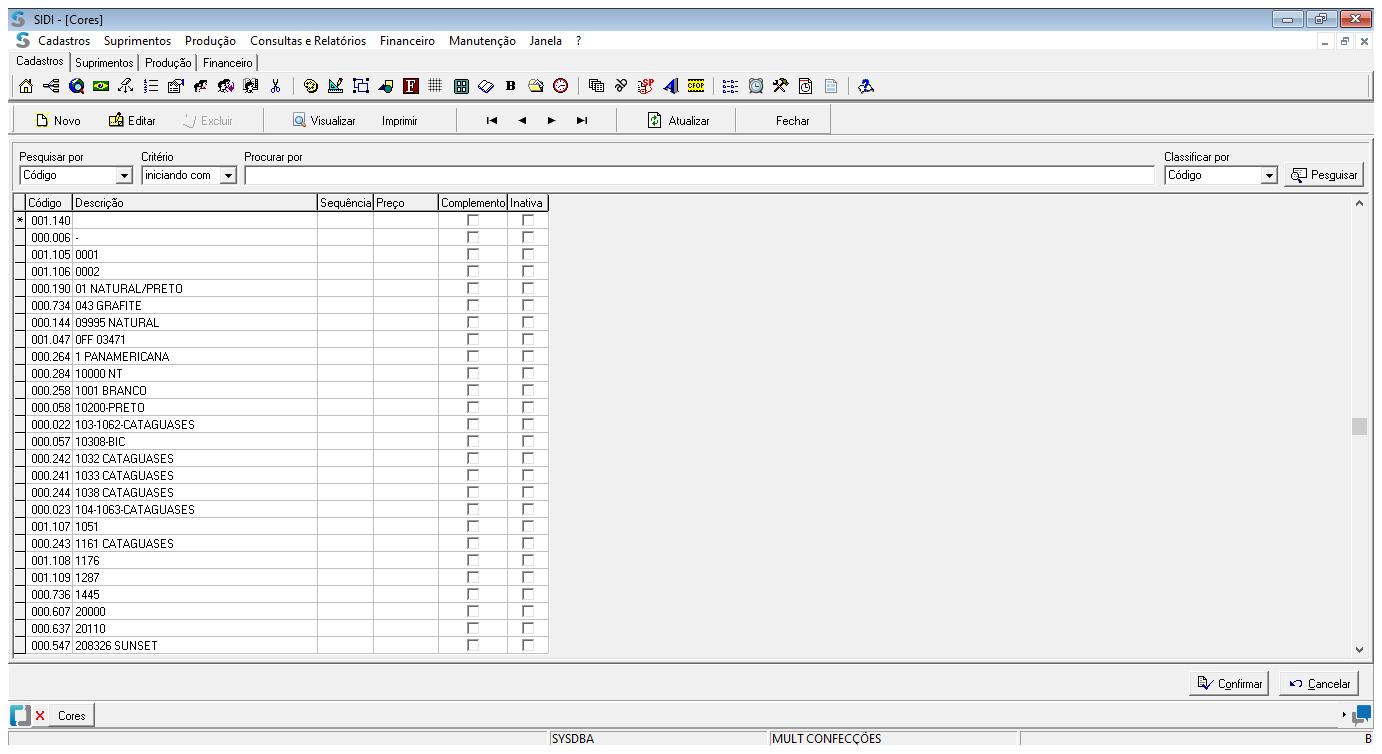 SIDI - [Cores]
Cadastros Suprimentos Produção Consultas e Relatórios Financeiro Manutenção Janela ?
Cadastros Suprimentos Produção Financeiro
Novo Editar Excluir Visualizar Imprimir Atualizar Fechar
Pesquisar por Critério Procurar por Classificar por
Código iniciando com Código Pesquisar
Código Descrição Sequência Preço Complemento Inativa
* 001.140
000.006 -
001.105 0001
001.106 0002
000.190 01 NATURAL/PRETO
000.734 043 GRAFITE
000.144 09995 NATURAL
001.047 0FF 03471
000.264 1 PANAMERICANA
000.284 10000 NT
000.258 1001 BRANCO
000.058 10200-PRETO
000.022 103-1062-CATAGUASES
000.057 10308-BIC
000.242 1032 CATAGUASES
000.241 1033 CATAGUASES
000.244 1038 CATAGUASES
000.023 104-1063-CATAGUASES
001.107 1051
000.243 1161 CATAGUASES
001.108 1176
001.109 1287
000.736 1445
000.607 20000
000.637 20110
000.547 208326 SUNSET
Confirmar Cancelar
Cores
SYSDBA MULT CONFECÇÕES B